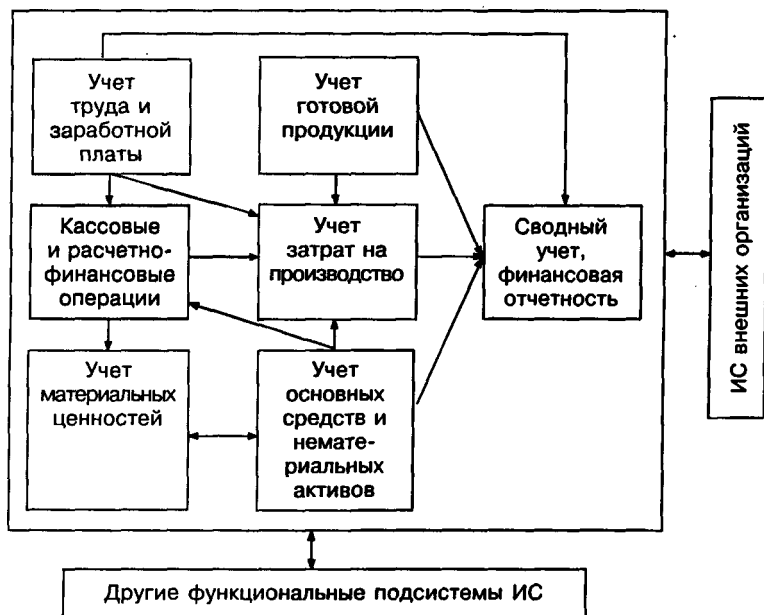 Учет
труда и
заработной
платы
Учет
готовой
продукции
Кассовые
и расчетно-
финансовые
операции
Учет
затрат на
производство
Сводный
учет,
финансовая
отчетность
Учет
материальных
ценностей
Учет
основных
средств и
немате-
риальных
активов
ИС внешних организаций
Другие функциональные подсистемы ИС